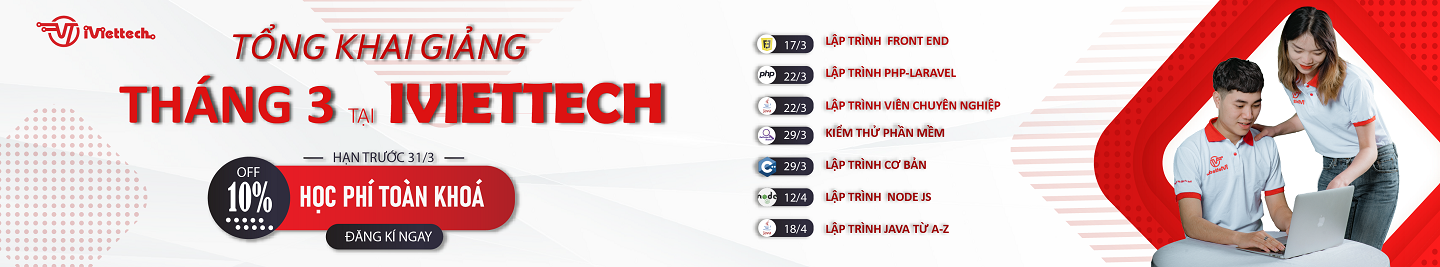 iViettech
TỔNG KHAI GIẢNG
THÁNG 3 TẠI IVIETTECH
HẠN TRƯỚC 31/3
OFF
10%
HỌC PHÍ TOÀN KHOÁ
ĐĂNG KÍ NGAY
17/3 LẬP TRÌNH FRONT END
php 22/3 LẬP TRÌNH PHP-LARAVEL
22/3 LẬP TRÌNH VIÊN CHUYÊN NGHIỆP
29/3 KIỂM THỬ PHẦN MỀM
29/3 LẬP TRÌNH CƠ BẢN
node 12/4 LẬP TRÌNH NODE JS
18/4 LẬP TRÌNH JAVA TỪ A-Z